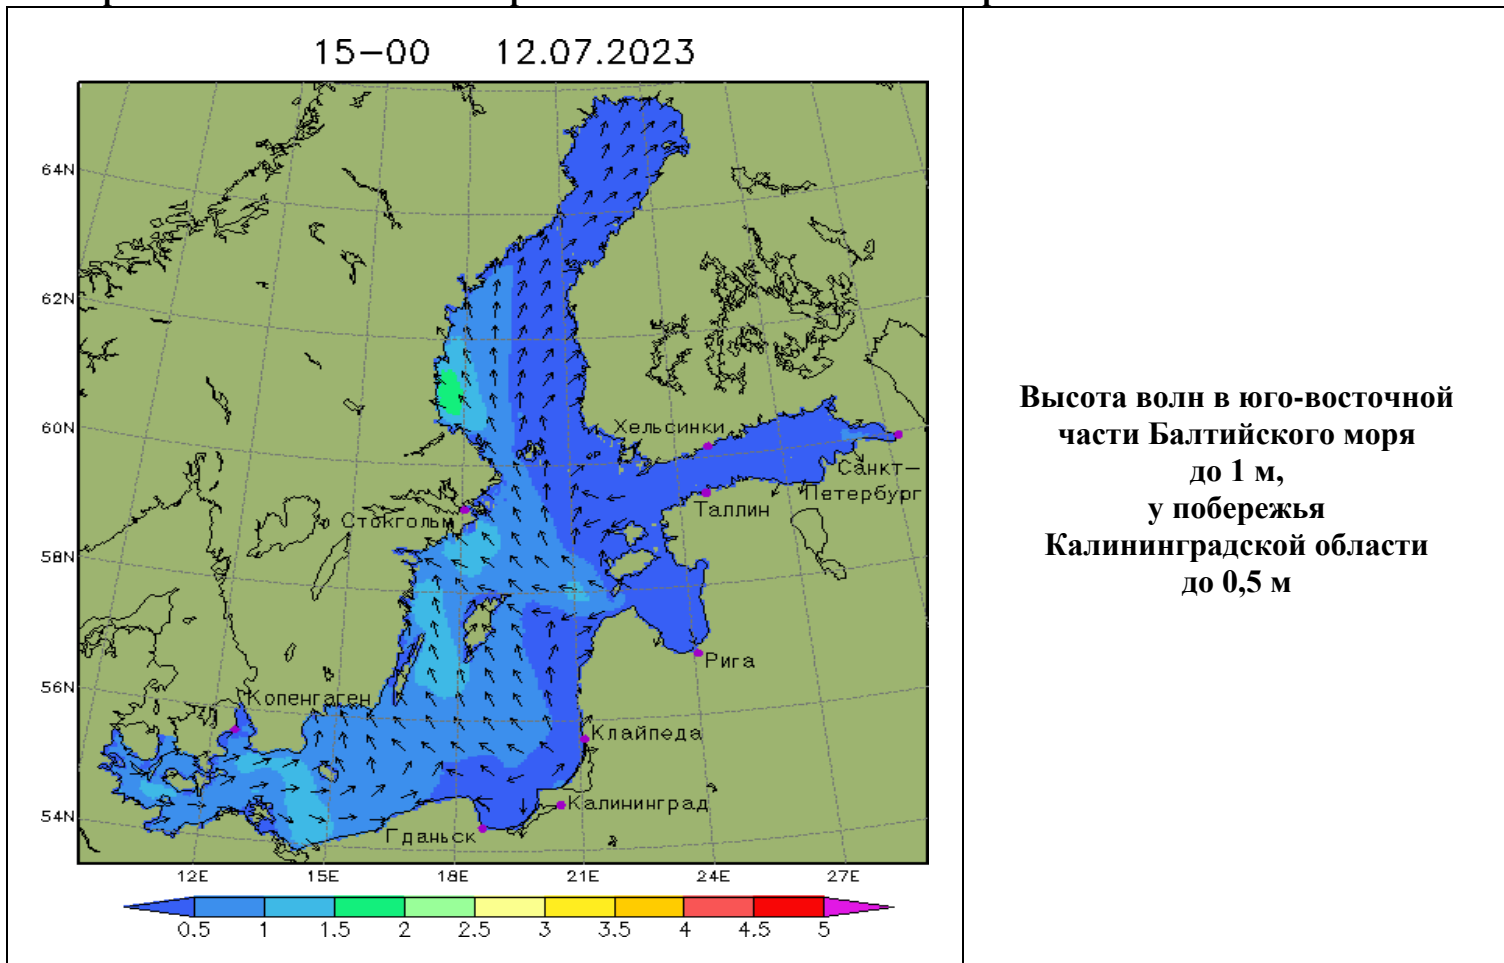 15-00 12.07.2023
64N
62N
60N
58N
56N
54N
Хельсинки
Санкт-
Петербург
Таллин
Стокгольм
Рига
Копенгаген
Клайпеда
Калининград
Гданьск
12E 15E 18E 21E 24E 27E
0.5 1 1.5 2 2.5 3 3.5 4 4.5 5
Высота волн в юго-восточной
части Балтийского моря
до 1 м,
у побережья
Калининградской области
до 0,5 м